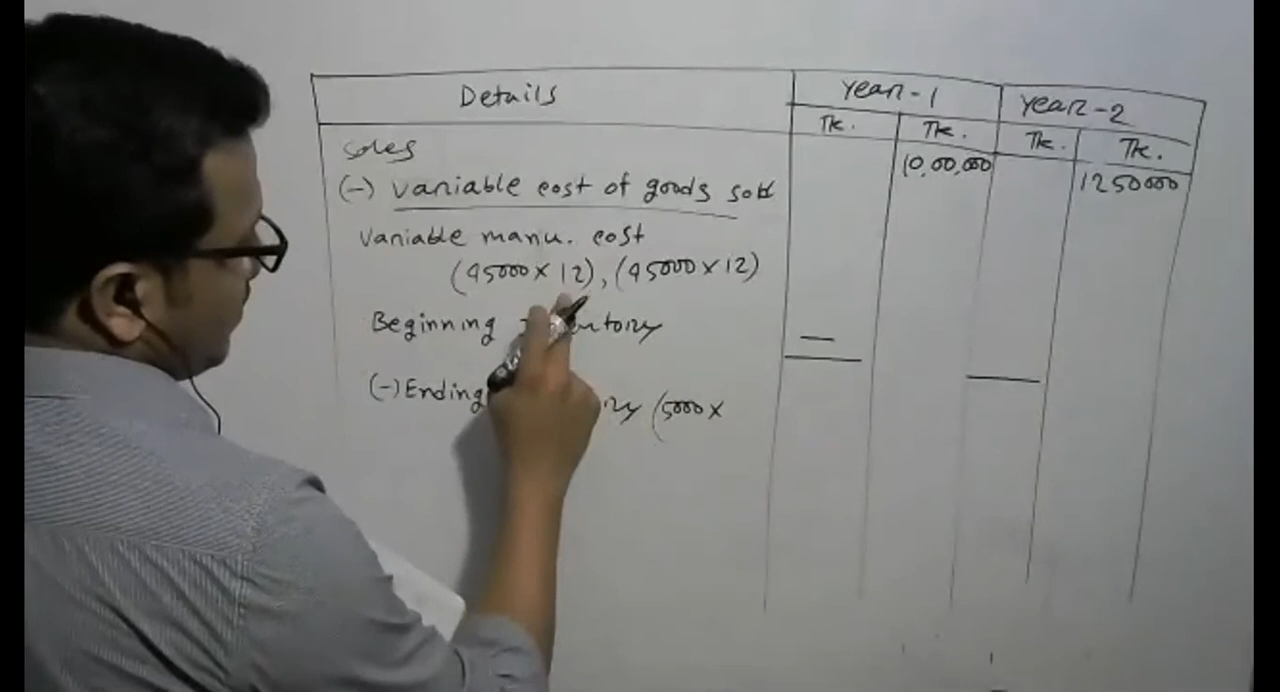 Details Year-1 Year-2
Tk. Tk. Tk. Tk.
Sales 10,00,000 1250000
(-) Variable cost of goods sold
Variable manu. cost
(45000 × 12), (45000 × 12)
Beginning
(-) Ending (5000 ×